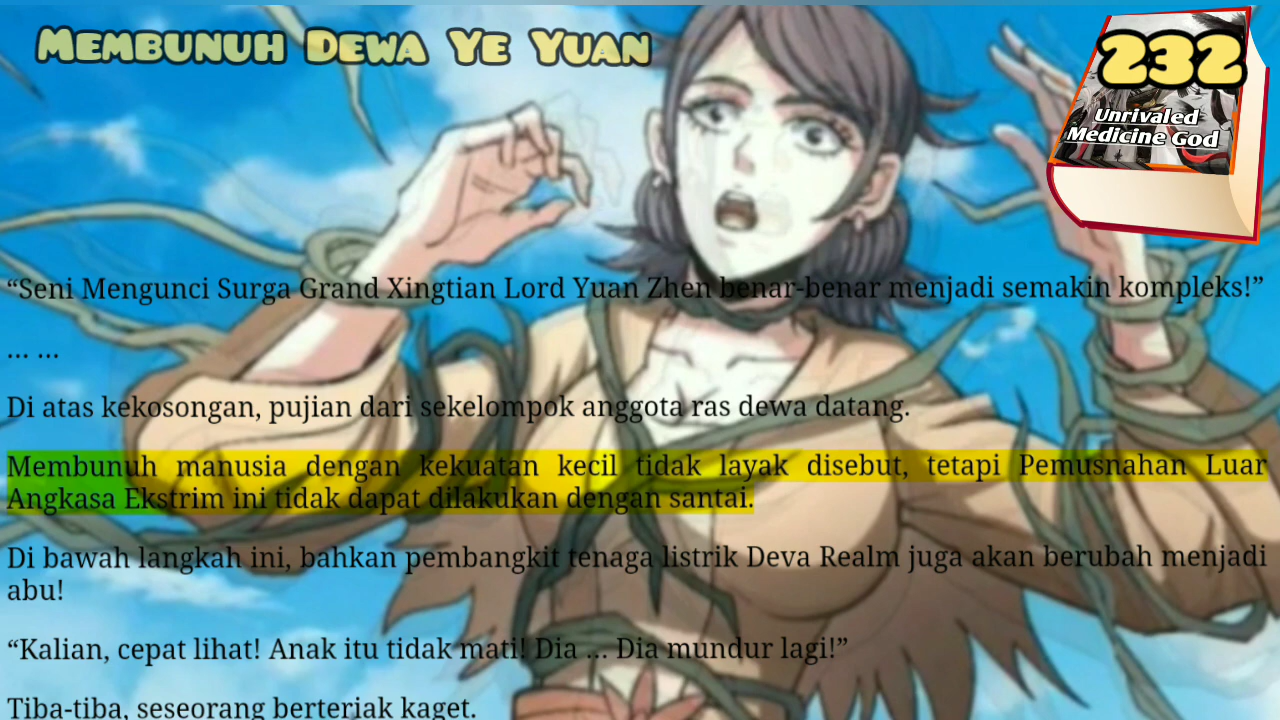 Membunuh Dewa Ye Yuan
232
Unrivaled
Medicine God
“Seni Mengunci Surga Grand Xingtian Lord Yuan Zhen benar-benar menjadi semakin kompleks!”
... ...
Di atas kekosongan, pujian dari sekelompok anggota ras dewa datang.
Membunuh manusia dengan kekuatan kecil tidak layak disebut, tetapi Pemusnahan Luar
Angkasa Ekstrim ini tidak dapat dilakukan dengan santai.
Di bawah langkah ini, bahkan pembangkit tenaga listrik Deva Realm juga akan berubah menjadi
abu!
“Kalian, cepat lihat! Anak itu tidak mati! Dia ... Dia mundur lagi!”
Tiba-tiba, seseorang berteriak kaget.